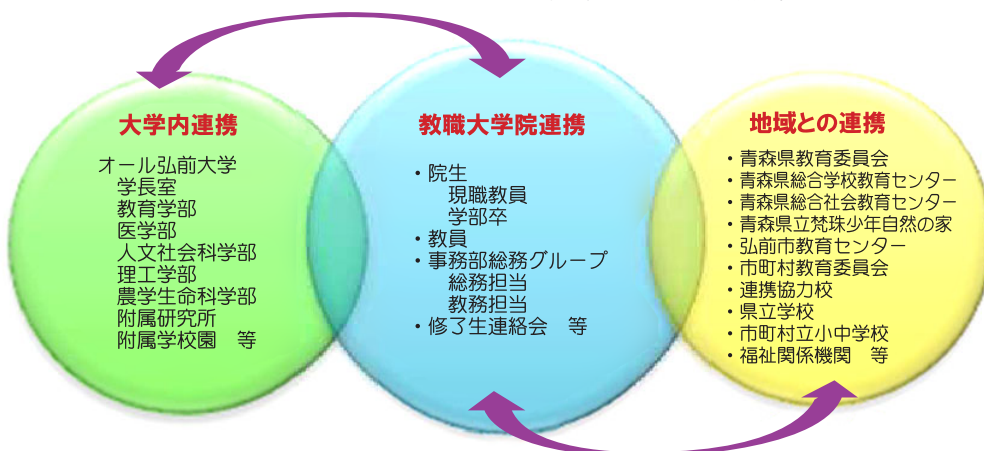 大学内連携
オール弘前大学
学長室
教育学部
医学部
人文社会科学部
理工学部
農学生命科学部
附属研究所
附属学校園　等
教職大学院連携
・院生
現職教員
学部卒
・教員
・事務部総務グループ
総務担当
教務担当
・修了生連絡会　等
地域との連携
・青森県教育委員会
・青森県総合学校教育センター
・青森県総合社会教育センター
・青森県立梵珠少年自然の家
・弘前市教育センター
・市町村教育委員会
・連携協力校
・県立学校
・市町村立小中学校
・福祉関係機関　等